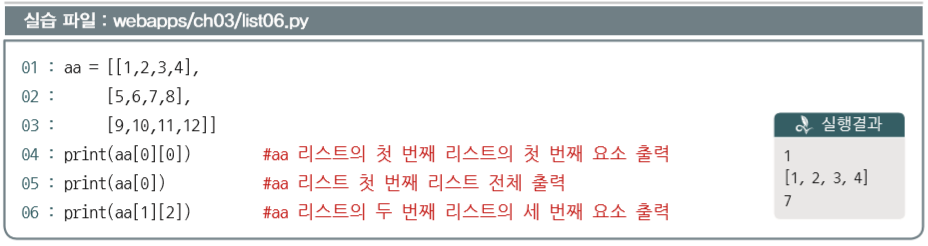 실습 파일 : webapps/ch03/list06.py
01 : aa = [[1,2,3,4],
02 :       [5,6,7,8],
03 :       [9,10,11,12]]
04 : print(aa[0][0])          #aa 리스트의 첫 번째 리스트의 첫 번째 요소 출력
05 : print(aa[0])             #aa 리스트 첫 번째 리스트 전체 출력
06 : print(aa[1][2])          #aa 리스트의 두 번째 리스트의 세 번째 요소 출력
실행결과
1
[1, 2, 3, 4]
7